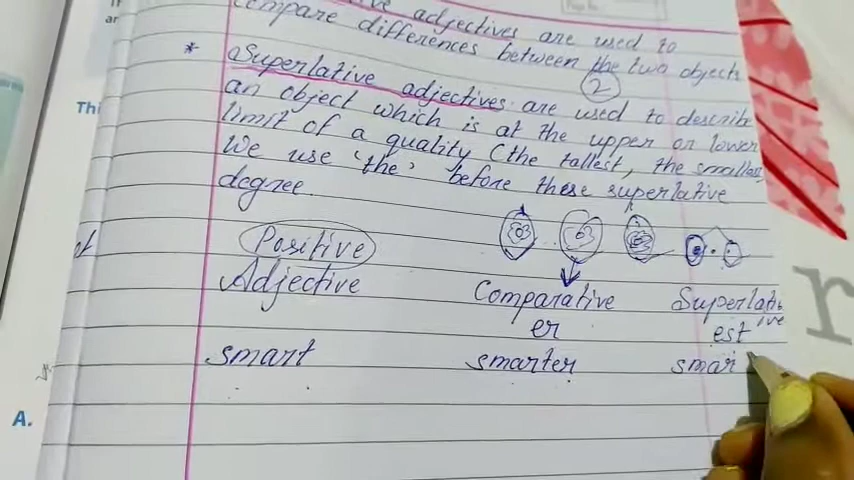 adjectives are used to
compare differences between the two objects
2
* Superlative adjectives are used to describe
an object which is at the upper or lower
limit of a quality (the tallest, the smallest
We use 'the' before these superlative
degree
Positive
Adjective
Comparative
er
Superlative
est
smart
smarter
smar
Thi
A.
r